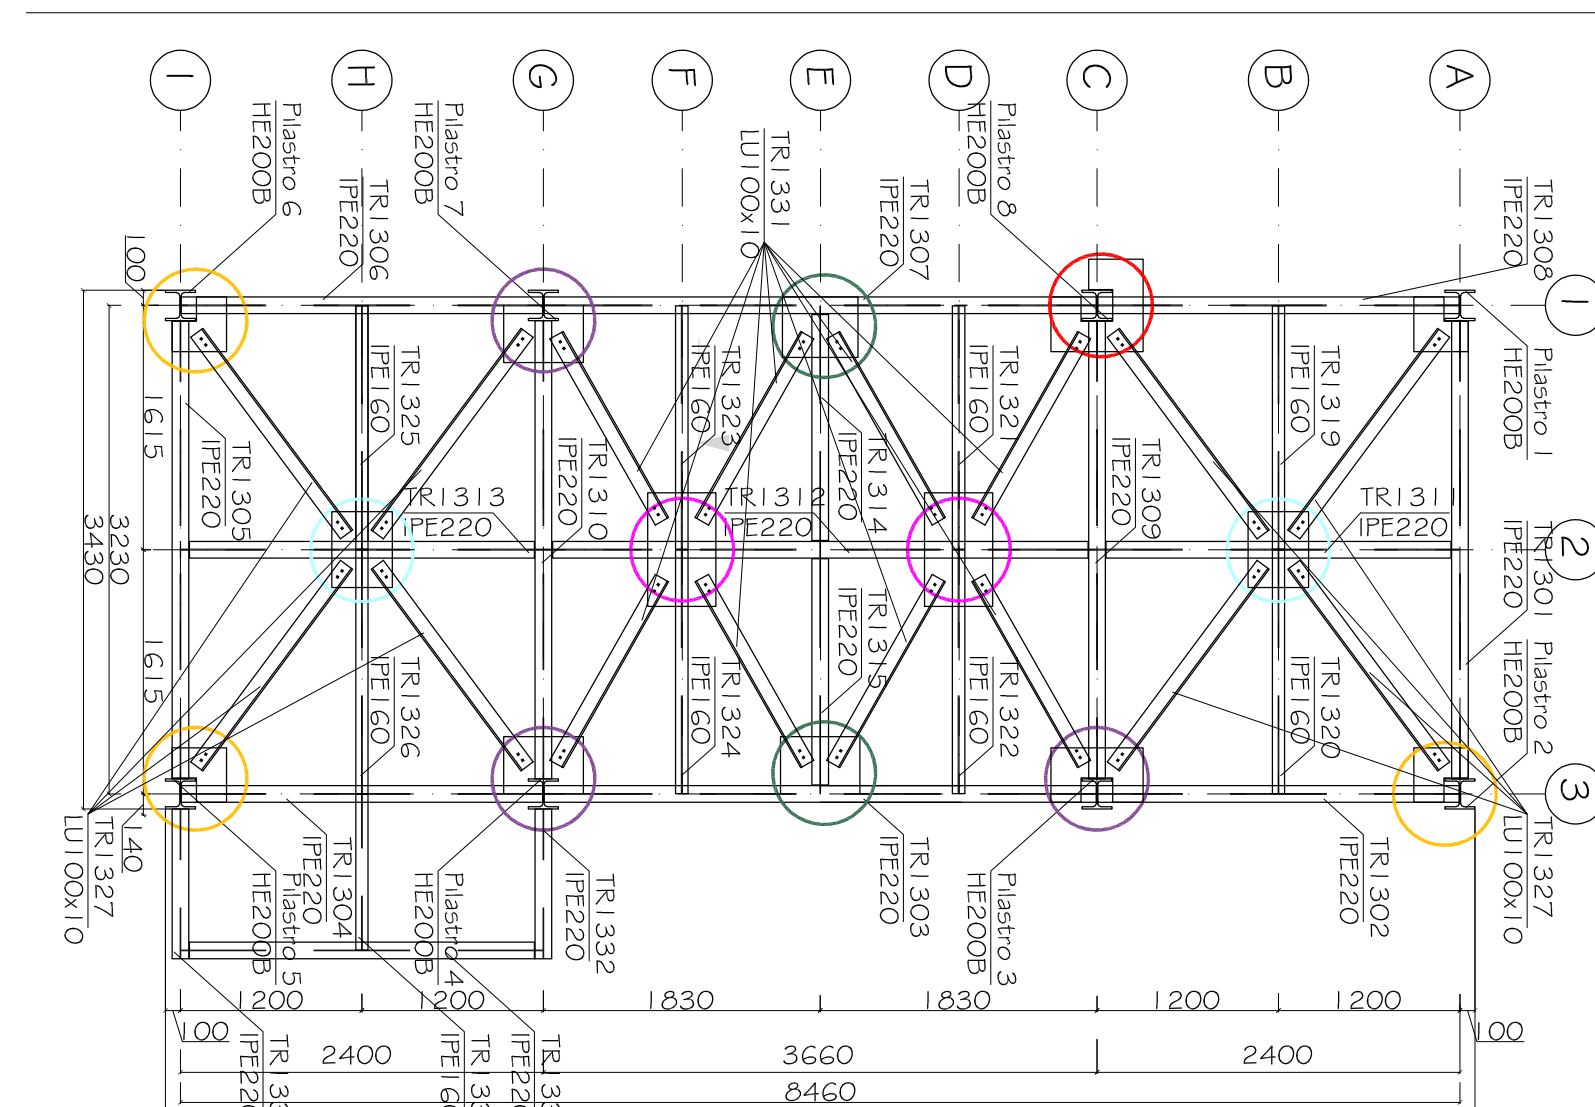 I
H
G
F
E
D
C
B
A
Pilastro 6
HE200B
TR1306
IPE220
Pilastro 7
HE200B
TR1331
LU100x10
TR1307
IPE220
Pilastro 8
HE200B
TR1308
IPE220
1
100
TR1325
IPE160
TR1323
IPE160
TR1321
IPE160
TR1319
IPE160
Pilastro 1
HE200B
1615
TR1305
IPE220
TR1310
IPE220
TR1314
IPE220
TR1309
IPE220
TR1313
IPE220
TR1312
IPE220
TR1311
IPE220
2
3230
3430
TR1301
IPE220
1615
TR1326
IPE160
TR1324
IPE160
TR1315
IPE220
TR1322
IPE160
TR1320
IPE160
Pilastro 2
HE200B
3
TR1327
LU100x10
140
TR1304
IPE220
Pilastro 5
HE200B
Pilastro 4
HE200B
TR1332
IPE220
TR1303
IPE220
Pilastro 3
HE200B
TR1302
IPE220
TR1327
LU100x10
1200
1200
1830
1830
1200
1200
100
100
2400
3660
2400
8460
IPE220